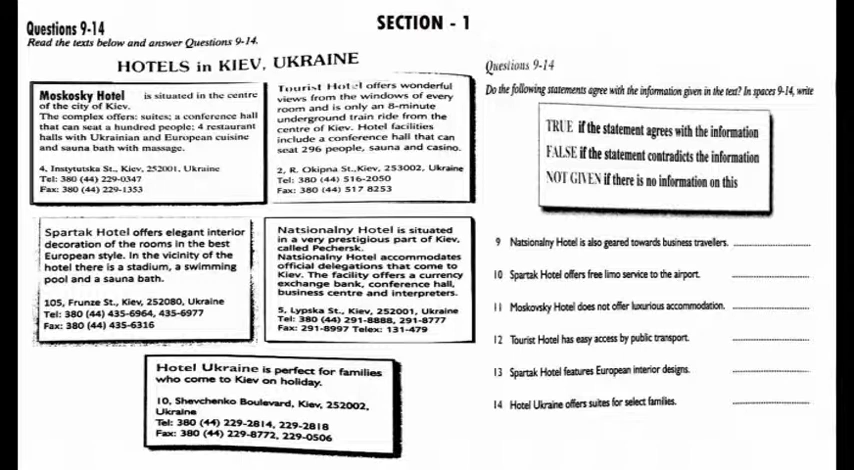 SECTION - 1
Questions 9-14
Read the texts below and answer Questions 9-14.
HOTELS in KIEV, UKRAINE
Moskosky Hotel is situated in the centre
of the city of Kiev.
The complex offers: suites; a conference hall
that can seat a hundred people; 4 restaurant
halls with Ukrainian and European cuisine
and sauna bath with massage.
4, Instytutska St., Kiev, 252001, Ukraine
Tel: 380 (44) 229-0347
Fax: 380 (44) 229-1353
Tourist Hotel offers wonderful
views from the windows of every
room and is only an 8-minute
underground train ride from the
centre of Kiev. Hotel facilities
include a conference hall that can
seat 296 people, sauna and casino.
2, R. Okipna St.,Kiev, 253002, Ukraine
Tel: 380 (44) 516-2050
Fax: 380 (44) 517 8253
Spartak Hotel offers elegant interior
decoration of the rooms in the best
European style. In the vicinity of the
hotel there is a stadium, a swimming
pool and a sauna bath.
105, Frunze St., Kiev, 252080, Ukraine
Tel: 380 (44) 435-6964, 435-6977
Fax: 380 (44) 435-6316
Natsionalny Hotel is situated
in a very prestigious part of Kiev,
called Pechersk.
Natsionalny Hotel accommodates
official delegations that come to
Kiev. The facility offers a currency
exchange bank, conference hall,
business centre and interpreters.
5, Lypska St., Kiev, 252001, Ukraine
Tel: 380 (44) 291-8888, 291-8777
Fax: 291-8997 Telex: 131-479
Hotel Ukraine is perfect for families
who come to Kiev on holiday.
10, Shevchenko Boulevard, Kiev, 252002,
Ukraine
Tel: 380 (44) 229-2814, 229-2818
Fax: 380 (44) 229-8772, 229-0506
Questions 9-14
Do the following statements agree with the information given in the text? In spaces 9-14, write
TRUE if the statement agrees with the information
FALSE if the statement contradicts the information
NOT GIVEN if there is no information on this
9 Natsionalny Hotel is also geared towards business travellers.
10 Spartak Hotel offers free limo service to the airport.
11 Moskovsky Hotel does not offer luxurious accommodation.
12 Tourist Hotel has easy access by public transport.
13 Spartak Hotel features European interior designs.
14 Hotel Ukraine offers suites for select families.